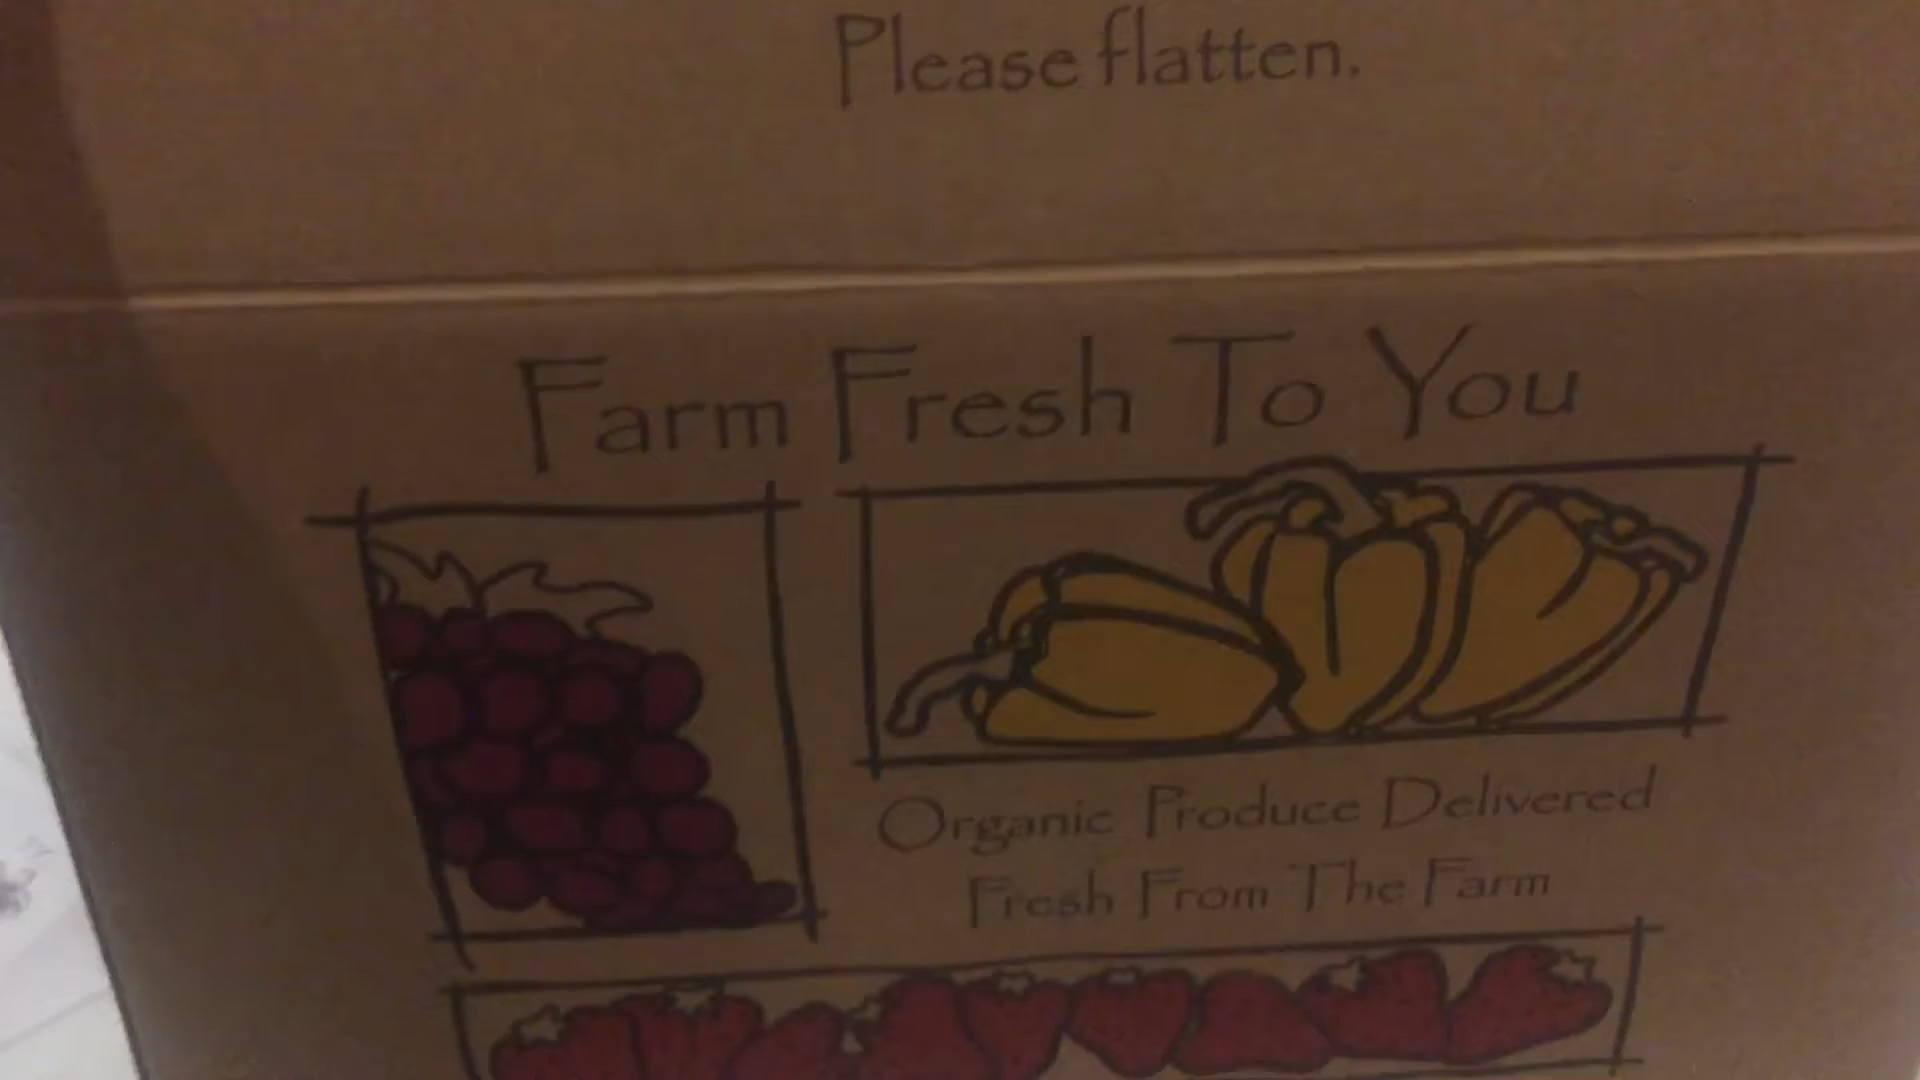 Please flatten.
Farm Fresh To You
Organic Produce Delivered
Fresh From The Farm